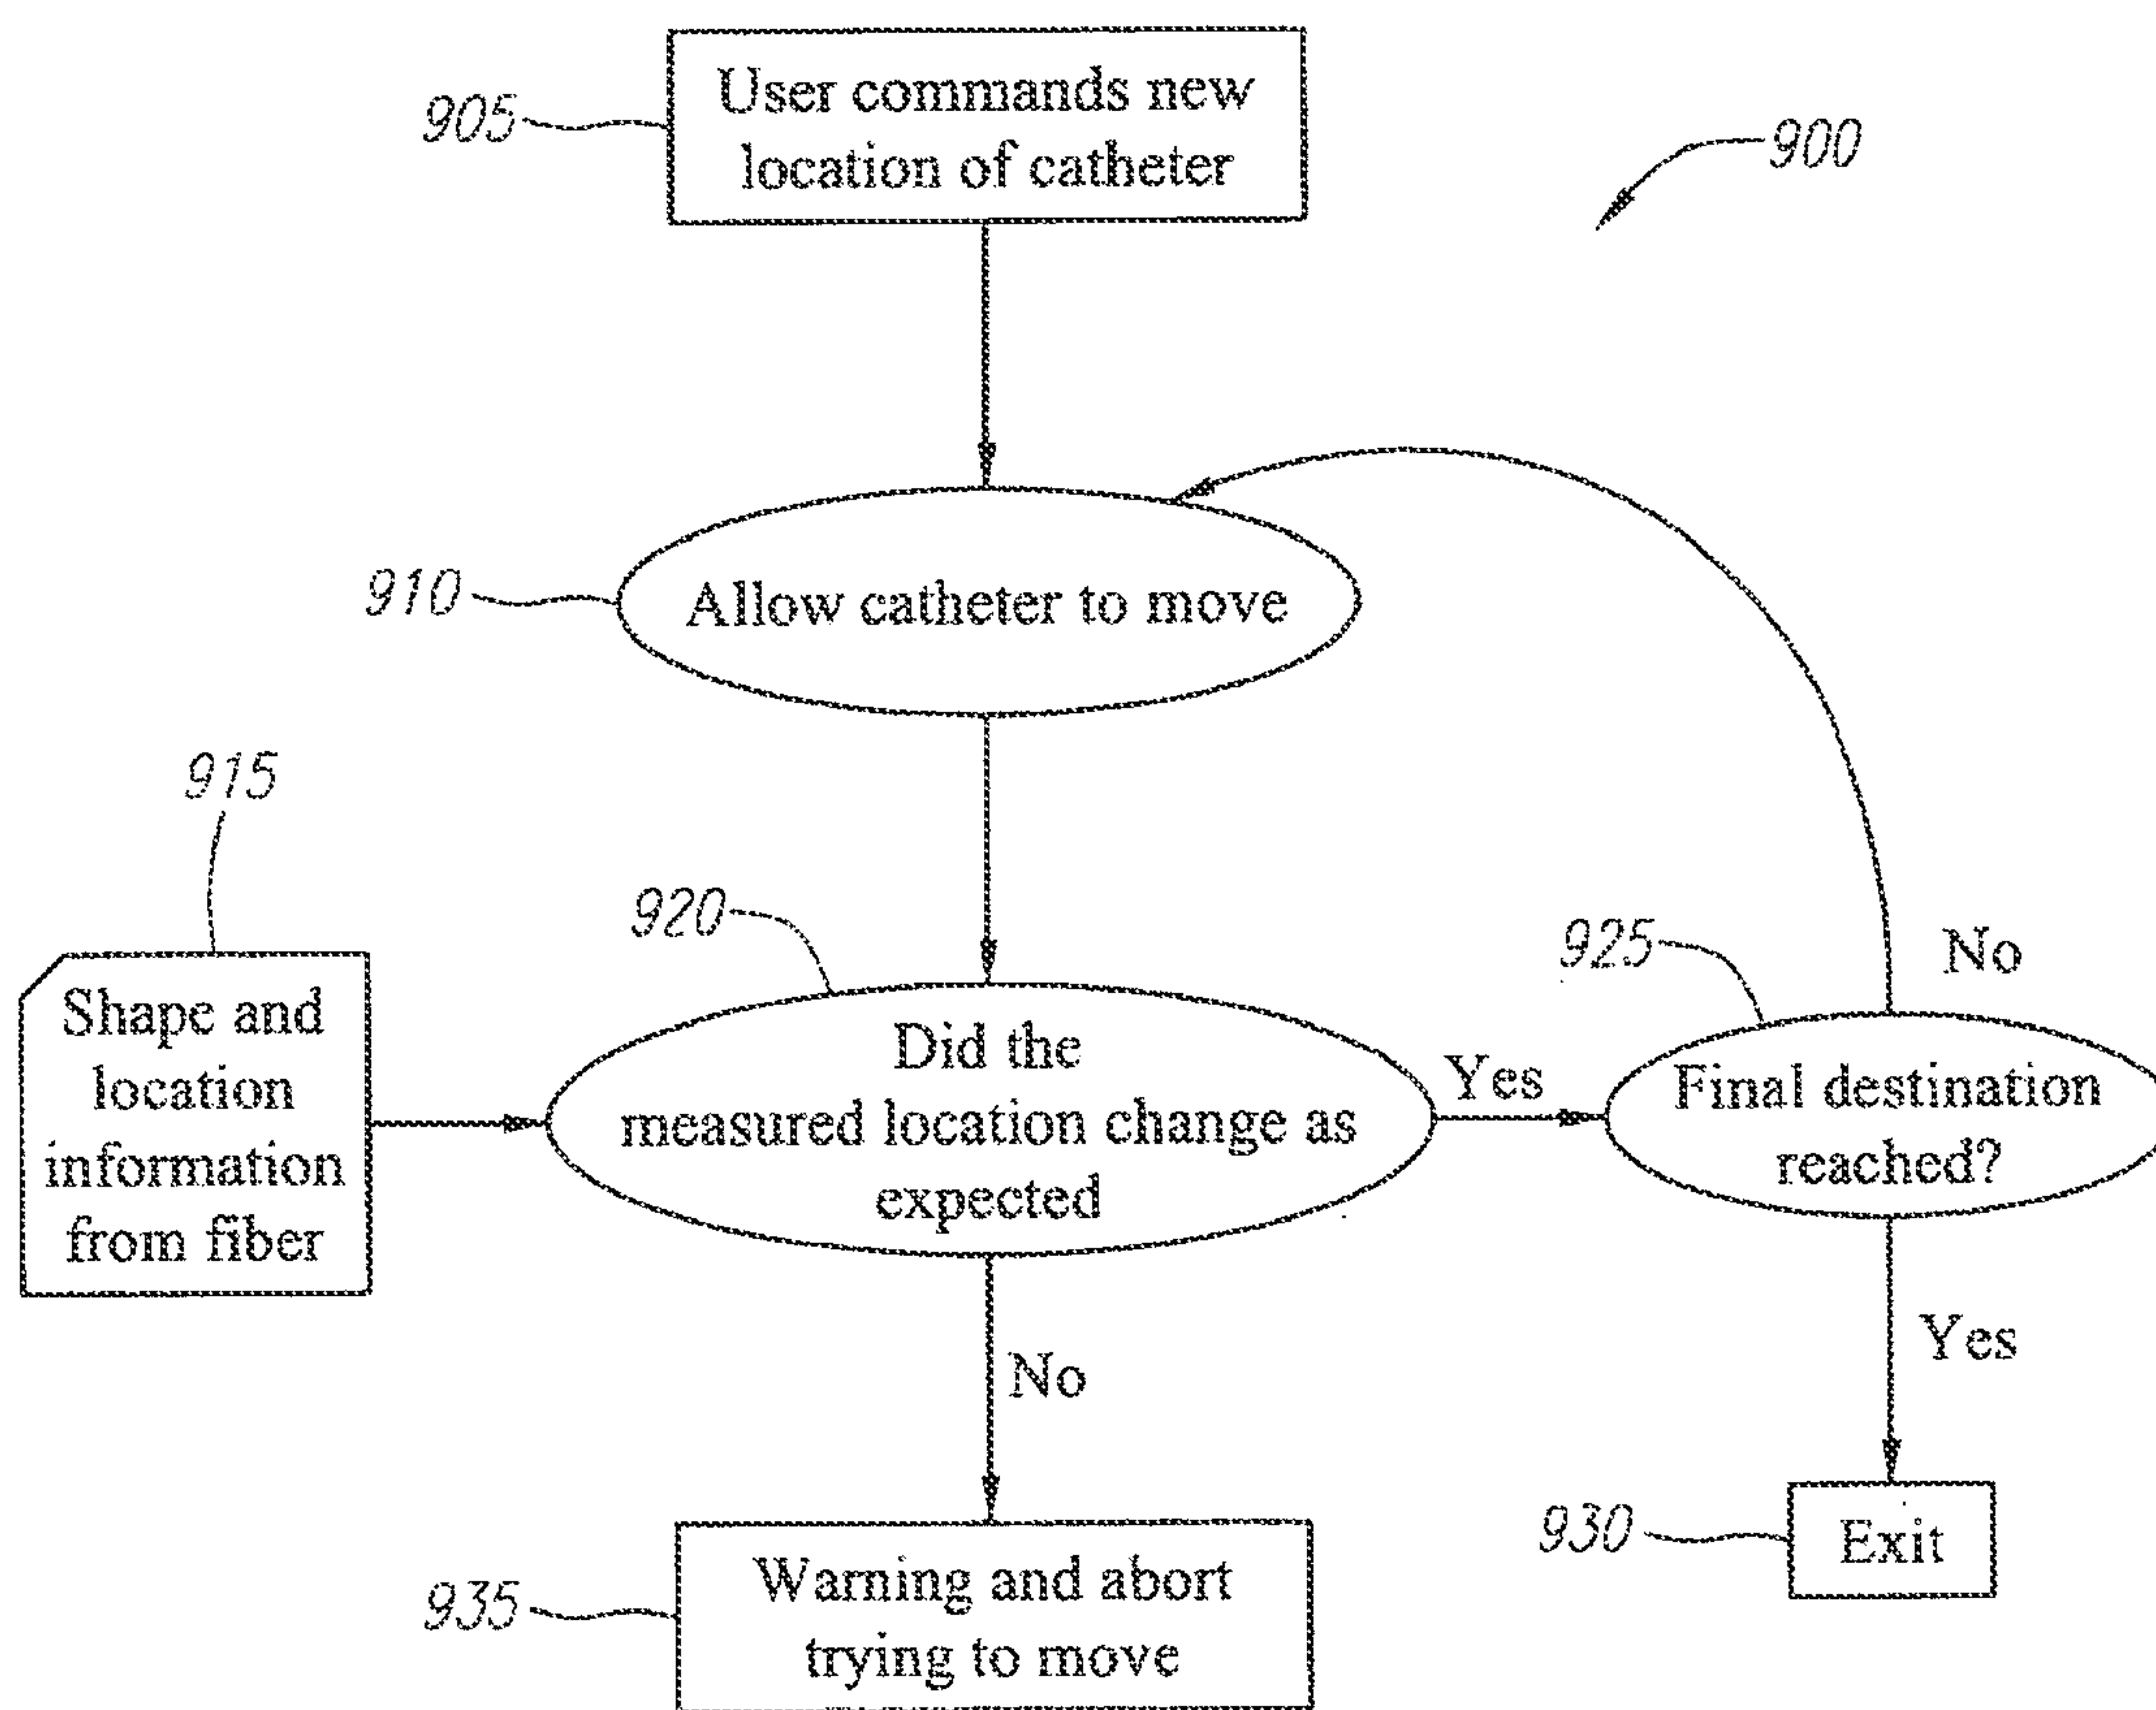 User commands new
location of catheter
905
900
910
Allow catheter to move
915
920
925
No
Shape and
location
information
from fiber
Did the
measured location change as
expected
Yes
Final destination
reached?
No
Yes
930
Exit
935
Warning and abort
trying to move